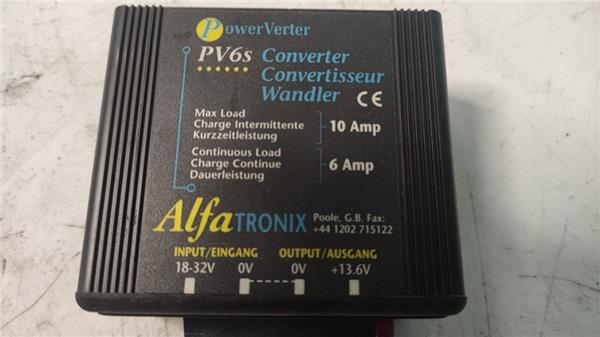 PowerVerter
PV6s Converter
Convertisseur
Wandler CE
Max Load
Charge Intermittente
Kurzzeitleistung
10 Amp
Continuous Load
Charge Continue
Dauerleistung
6 Amp
AlfaTRONIX
Poole, G.B. Fax:
+44 1202 715122
INPUT/EINGANG OUTPUT/AUSGANG
18-32V 0V 0V +13.6V